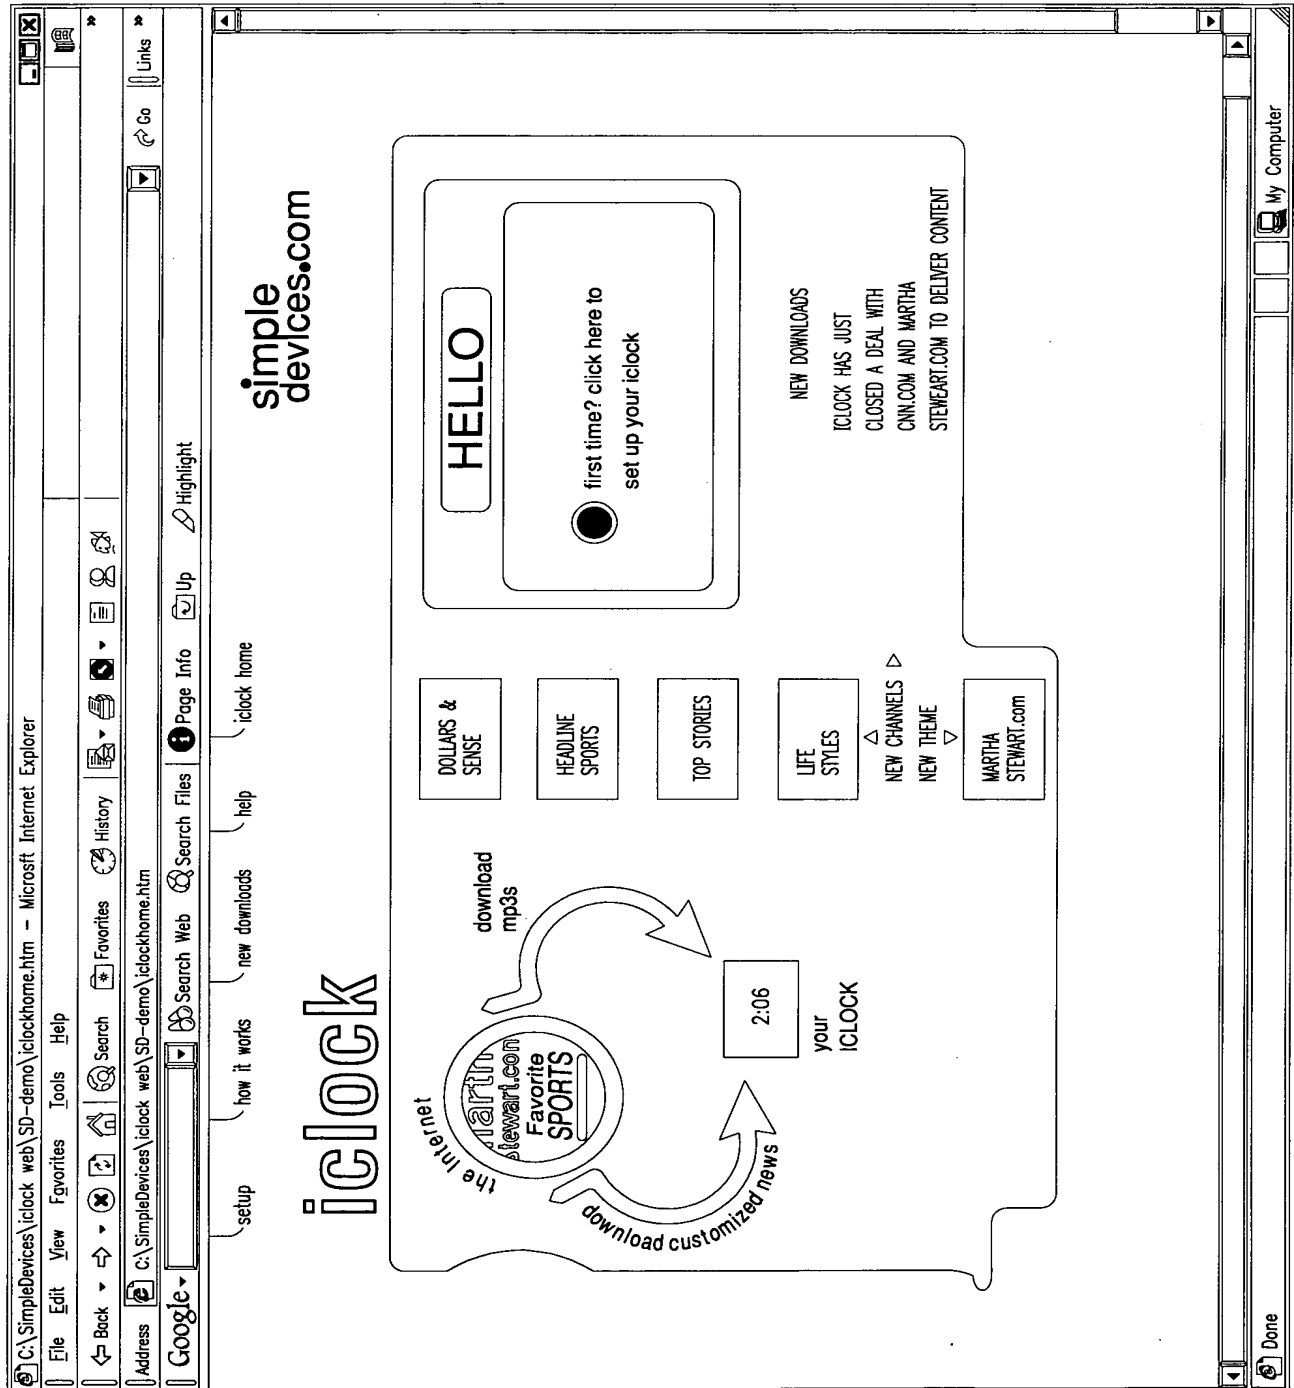 C:\SimpleDevices\iclock web\SD-demo\iclockhome.htm - Microsft Internet Explorer
File Edit View Favorites Tools Help
Back Search Favorites History
Address C:\SimpleDevices\iclock web\SD-demo\iclockhome.htm Go Links
Google Search Web Search Files Page Info Up Highlight
setup how it works new downloads help iclock home
simple
devices.com
iclock
the Internet
Stewart.con
Favorite
SPORTS
download
mp3s
download customized news
2:06
your
ICLOCK
DOLLARS &
SENSE
HEADLINE
SPORTS
TOP STORIES
LIFE
STYLES
NEW CHANNELS
NEW THEME
MARTHA
STEWART.com
HELLO
first time? click here to
set up your iclock
NEW DOWNLOADS
ICLOCK HAS JUST
CLOSED A DEAL WITH
CNN.COM AND MARTHA
STEWEART.COM TO DELIVER CONTENT
Done My Computer